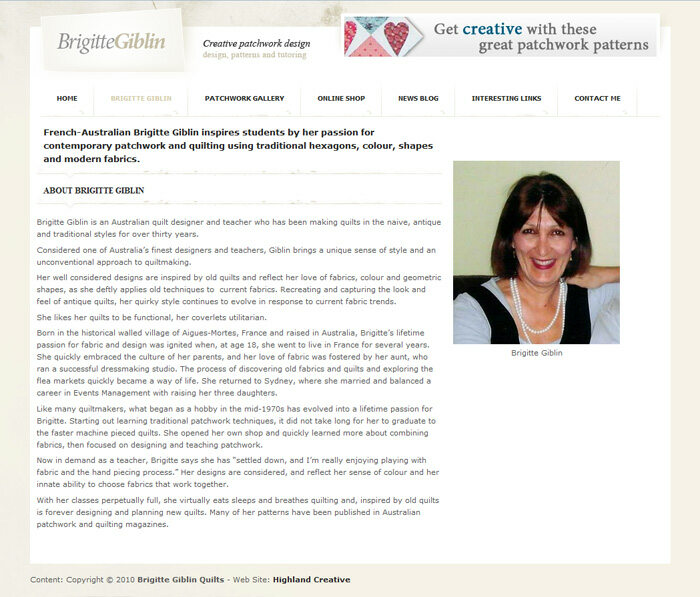 BrigitteGiblin
Creative patchwork design
design, patterns and tutoring
Get creative with these
great patchwork patterns
HOME
BRIGITTE GIBLIN
PATCHWORK GALLERY
ONLINE SHOP
NEWS BLOG
INTERESTING LINKS
CONTACT ME
French-Australian Brigitte Giblin inspires students by her passion for
contemporary patchwork and quilting using traditional hexagons, colour, shapes
and modern fabrics.
ABOUT BRIGITTE GIBLIN
Brigitte Giblin is an Australian quilt designer and teacher who has been making quilts in the naive, antique
and traditional styles for over thirty years.
Considered one of Australia's finest designers and teachers, Giblin brings a unique sense of style and an
unconventional approach to quiltmaking.
Her well considered designs are inspired by old quilts and reflect her love of fabrics, colour and geometric
shapes, as she deftly applies old techniques to current fabrics. Recreating and capturing the look and
feel of antique quilts, her quirky style continues to evolve in response to current fabric trends.
She likes her quilts to be functional, her coverlets utilitarian.
Born in the historical walled village of Aigues-Mortes, France and raised in Australia, Brigitte's lifetime
passion for fabric and design was ignited when, at age 18, she went to live in France for several years.
She quickly embraced the culture of her parents, and her love of fabric was fostered by her aunt, who
ran a successful dressmaking studio. The process of discovering old fabrics and quilts and exploring the
flea markets quickly became a way of life. She returned to Sydney, where she married and balanced a
career in Events Management with raising her three daughters.
Like many quiltmakers, what began as a hobby in the mid-1970s has evolved into a lifetime passion for
Brigitte. Starting out learning traditional patchwork techniques, it did not take long for her to graduate to
the faster machine pieced quilts. She opened her own shop and quickly learned more about combining
fabrics, then focused on designing and teaching patchwork.
Now in demand as a teacher, Brigitte says she has "settled down, and I'm really enjoying playing with
fabric and the hand piecing process." Her designs are considered, and reflect her sense of colour and her
innate ability to choose fabrics that work together.
With her classes perpetually full, she virtually eats sleeps and breathes quilting and, inspired by old quilts
is forever designing and planning new quilts. Many of her patterns have been published in Australian
patchwork and quilting magazines.
Brigitte Giblin
Content: Copyright © 2010 Brigitte Giblin Quilts - Web Site: Highland Creative